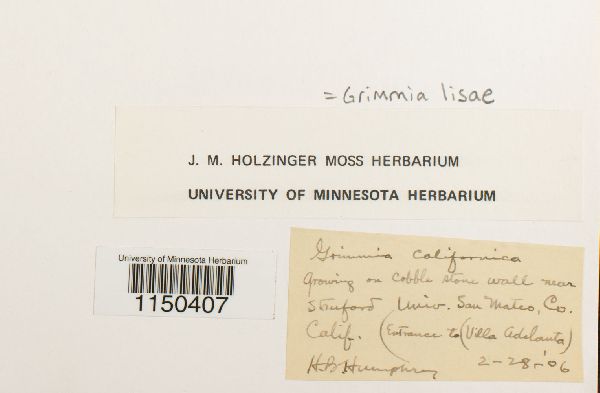 = Grimmia lisae
J. M. HOLZINGER MOSS HERBARIUM
UNIVERSITY OF MINNESOTA HERBARIUM
University of Minnesota Herbarium
1150407
Grimmia californica
growing on cobble stone wall near
Stanford Univ. San Mateo, Co.
Calif. (Entrance to (Villa Adelanta)
H B Humphrey 2-28-'06